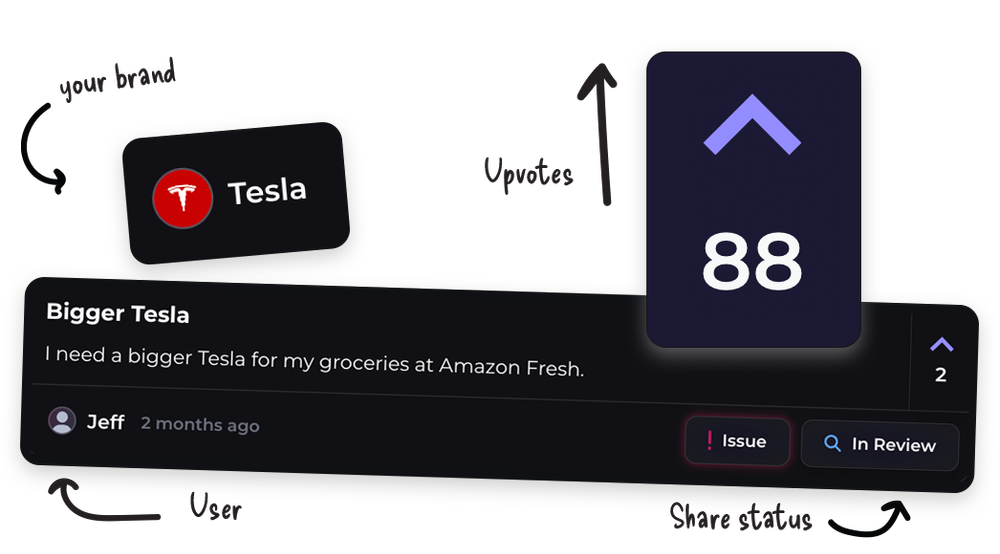 your brand
Tesla
Upvotes
88
Bigger Tesla
I need a bigger Tesla for my groceries at Amazon Fresh.
2
Jeff 2 months ago
! Issue
In Review
User
Share status